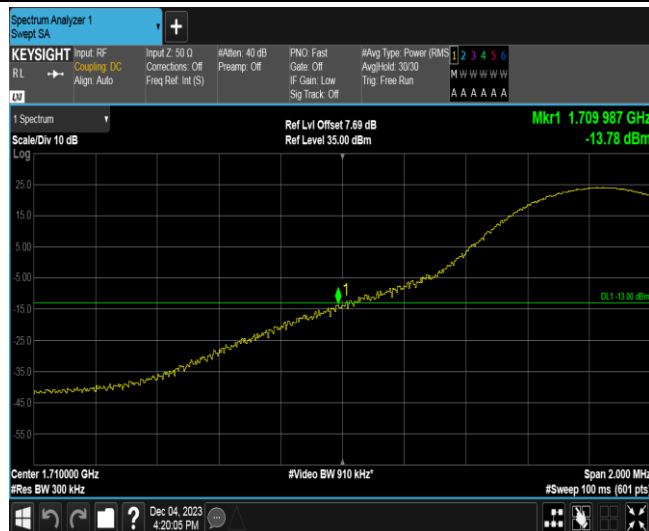 Spectrum Analyzer 1
Swept SA
KEYSIGHT
RL
Input: RF
Coupling: DC
Align: Auto
Input Z: 50 Ω
Corrections: Off
Freq Ref: Int (S)
#Atten: 40 dB
Preamp: Off
PNO: Fast
Gate: Off
IF Gain: Low
Sig Track: Off
#Avg Type: Power (RMS
Avg|Hold: 30/30
Trig: Free Run
1 2 3 4 5 6
M W W W W W
A A A A A A
1 Spectrum
Scale/Div 10 dB
Ref Lvl Offset 7.69 dB
Ref Level 35.00 dBm
Mkr1 1.709 987 GHz
-13.78 dBm
Log
25.0
15.0
5.00
-5.00
-15.0
-25.0
-35.0
-45.0
-55.0
1
DL1 -13.00 dBm
Center 1.710000 GHz
#Res BW 300 kHz
#Video BW 910 kHz*
Span 2.000 MHz
#Sweep 100 ms (601 pts)
?
Dec 04, 2023
4:20:05 PM